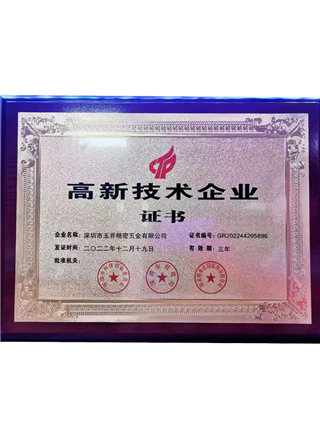 高新技术企业
证书
企业名称：深圳市玉井精密五金有限公司 证书编号：GR202244205896
发证时间：二〇二二年十二月十九日 有效期：三年
批准机关：